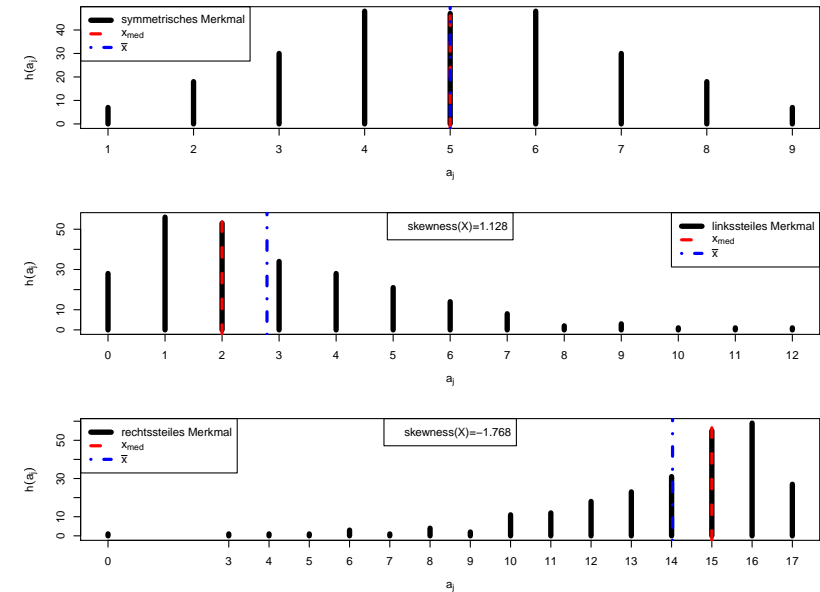 symmetrisches Merkmal
x_med
x̅
h(a_j)
0 10 20 30 40
1 2 3 4 5 6 7 8 9
a_j
skewness(X)=1.128
linkssteiles Merkmal
x_med
x̅
h(a_j)
0 10 30 50
0 1 2 3 4 5 6 7 8 9 10 11 12
a_j
rechtssteiles Merkmal
x_med
x̅
skewness(X)=−1.768
h(a_j)
0 10 30 50
0 3 4 5 6 7 8 9 10 11 12 13 14 15 16 17
a_j